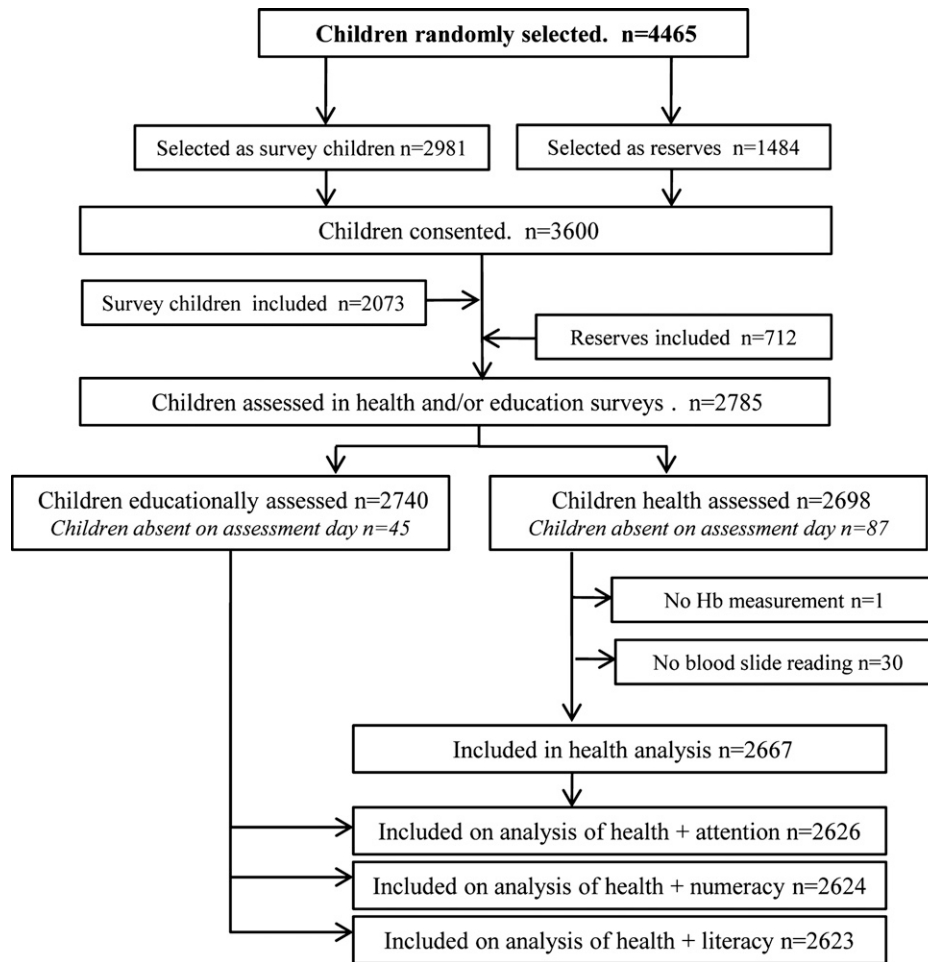 Children randomly selected. n=4465
Selected as survey children n=2981
Selected as reserves n=1484
Children consented. n=3600
Survey children included n=2073
Reserves included n=712
Children assessed in health and/or education surveys . n=2785
Children educationally assessed n=2740
Children absent on assessment day n=45
Children health assessed n=2698
Children absent on assessment day n=87
No Hb measurement n=1
No blood slide reading n=30
Included in health analysis n=2667
Included on analysis of health + attention n=2626
Included on analysis of health + numeracy n=2624
Included on analysis of health + literacy n=2623